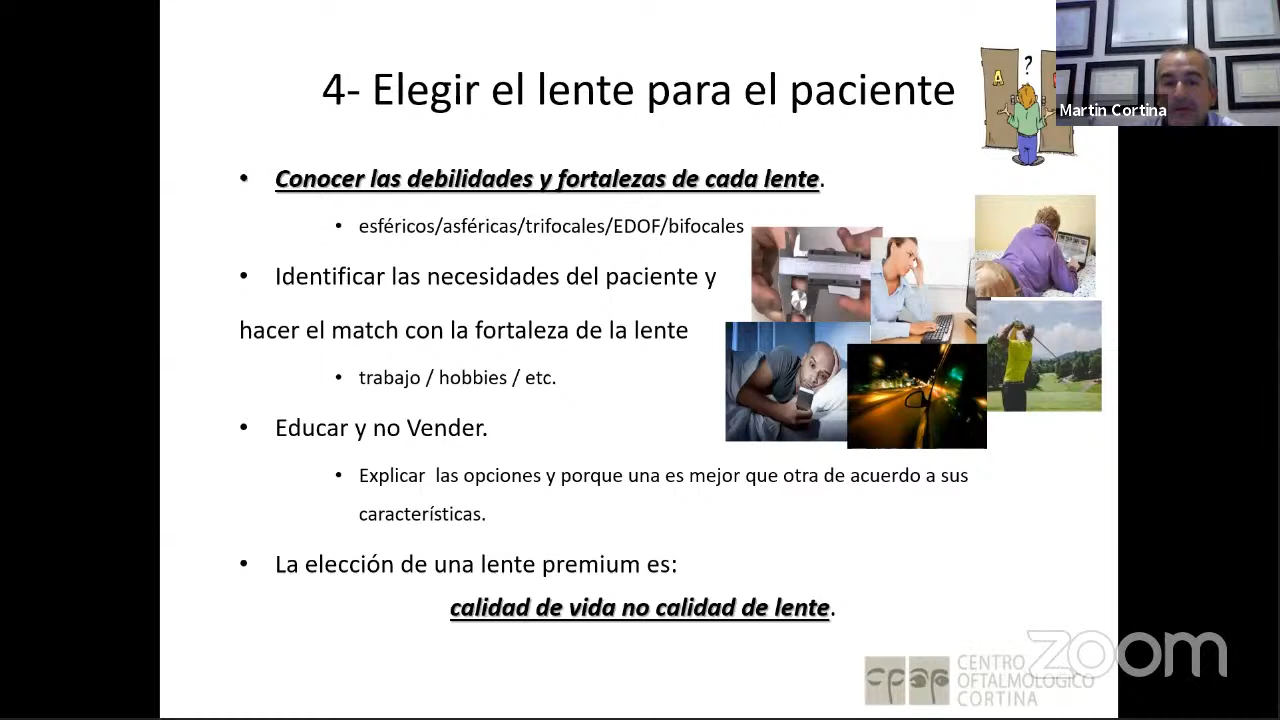 4- Elegir el lente para el paciente
A
?
Martin Cortina
• Conocer las debilidades y fortalezas de cada lente.
• esféricos/asféricas/trifocales/EDOF/bifocales
• Identificar las necesidades del paciente y
hacer el match con la fortaleza de la lente
• trabajo / hobbies / etc.
• Educar y no Vender.
• Explicar las opciones y porque una es mejor que otra de acuerdo a sus
características.
• La elección de una lente premium es:
calidad de vida no calidad de lente.
zoom
CENTRO
OFTALMOLOGICO
CORTINA